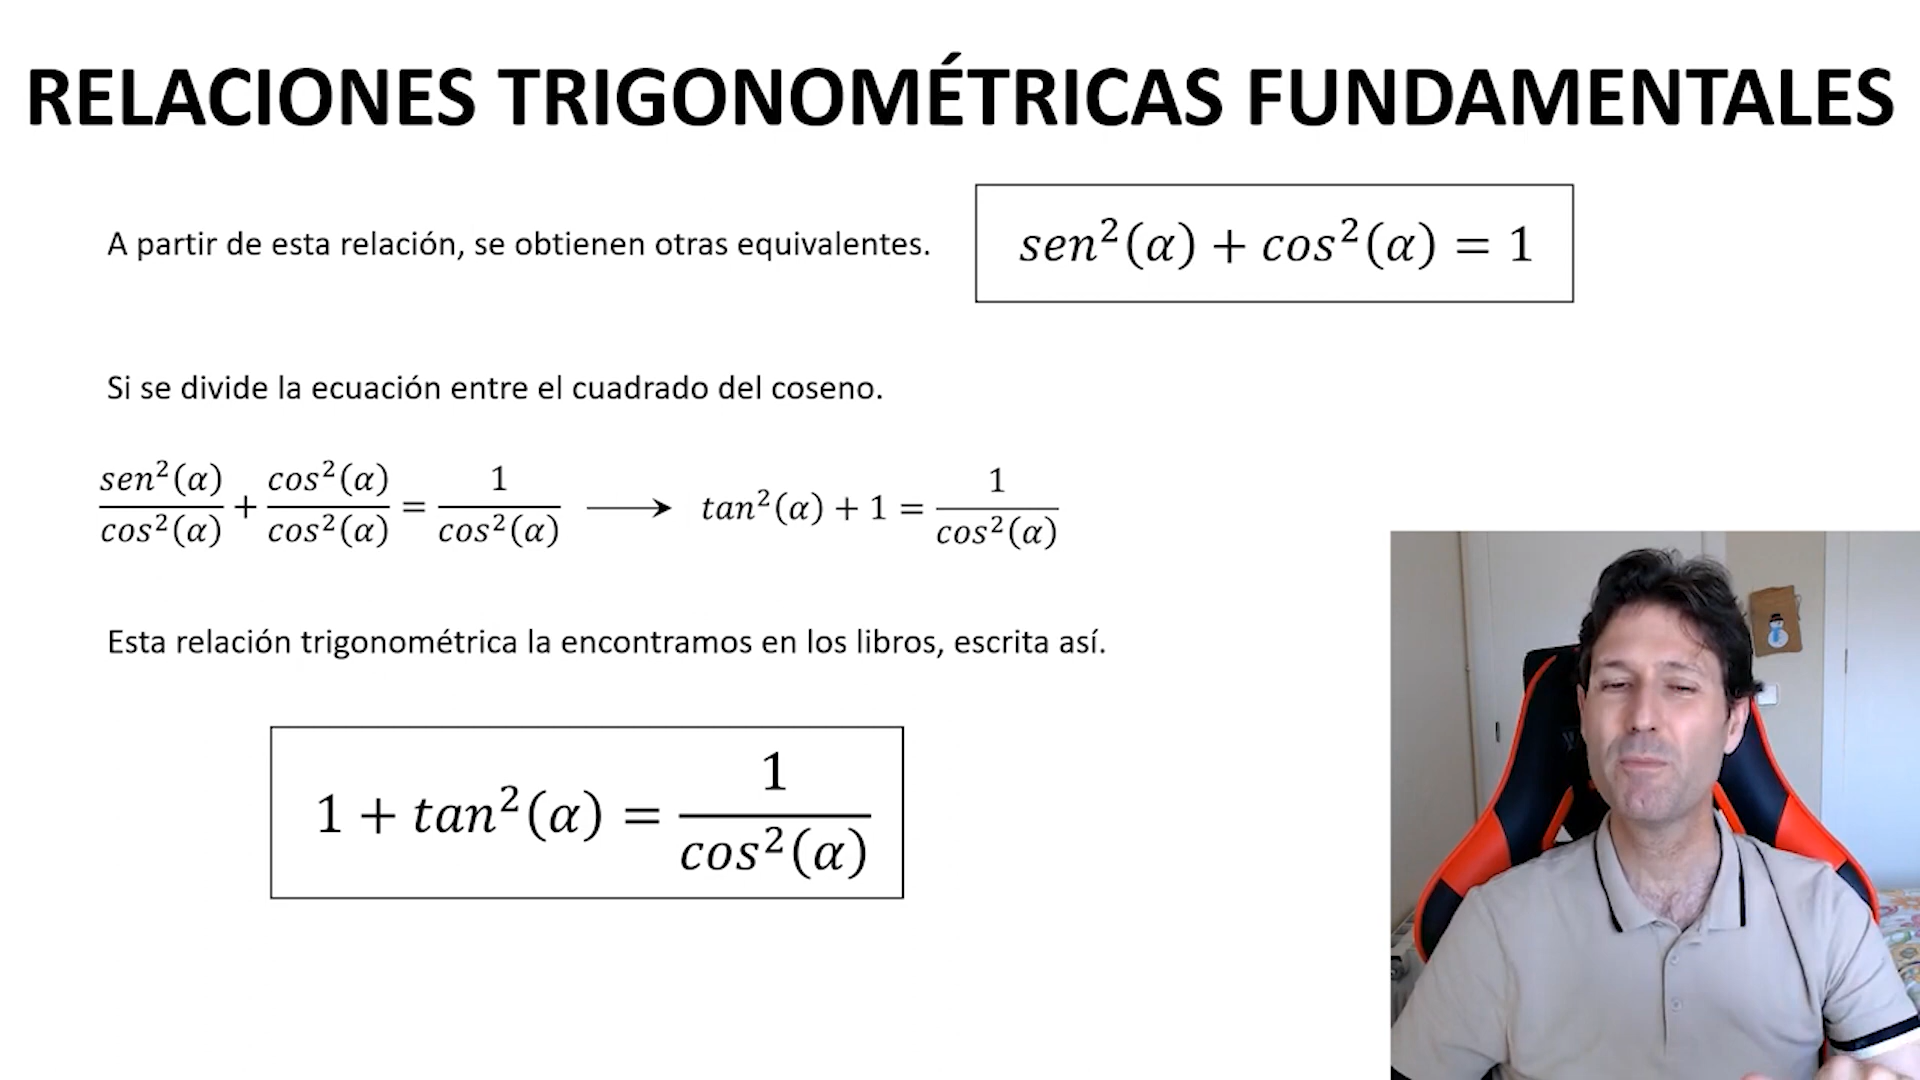 RELACIONES TRIGONOMÉTRICAS FUNDAMENTALES
A partir de esta relación, se obtienen otras equivalentes.
sen²(α) + cos²(α) = 1
Si se divide la ecuación entre el cuadrado del coseno.
sen²(α)/cos²(α) + cos²(α)/cos²(α) = 1/cos²(α) → tan²(α) + 1 = 1/cos²(α)
Esta relación trigonométrica la encontramos en los libros, escrita así.
1 + tan²(α) = 1/cos²(α)